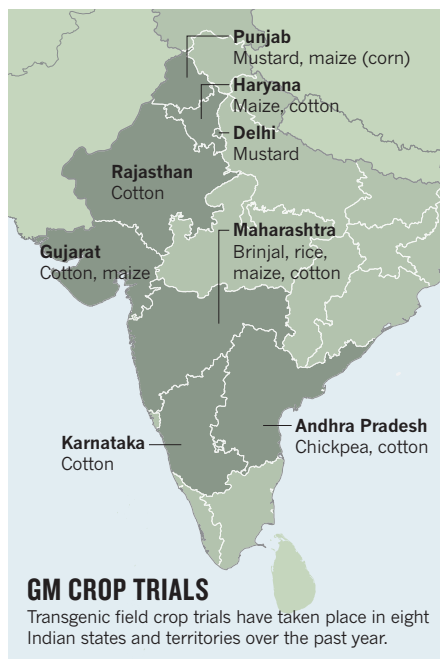 Punjab
Mustard, maize (corn)
Haryana
Maize, cotton
Delhi
Mustard
Rajasthan
Cotton
Maharashtra
Brinjal, rice,
maize, cotton
Gujarat
Cotton, maize
Andhra Pradesh
Chickpea, cotton
Karnataka
Cotton
GM CROP TRIALS
Transgenic field crop trials have taken place in eight
Indian states and territories over the past year.